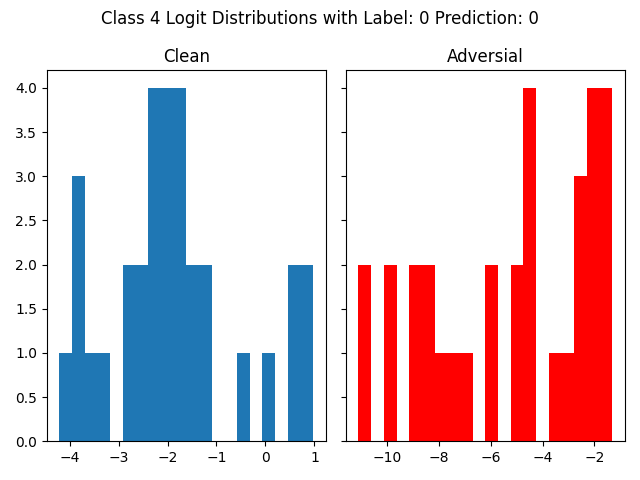 Class 4 Logit Distributions with Label: 0 Prediction: 0
Clean
Adversial
4.0
3.5
3.0
2.5
2.0
1.5
1.0
0.5
0.0
−4 −3 −2 −1 0 1
−10 −8 −6 −4 −2